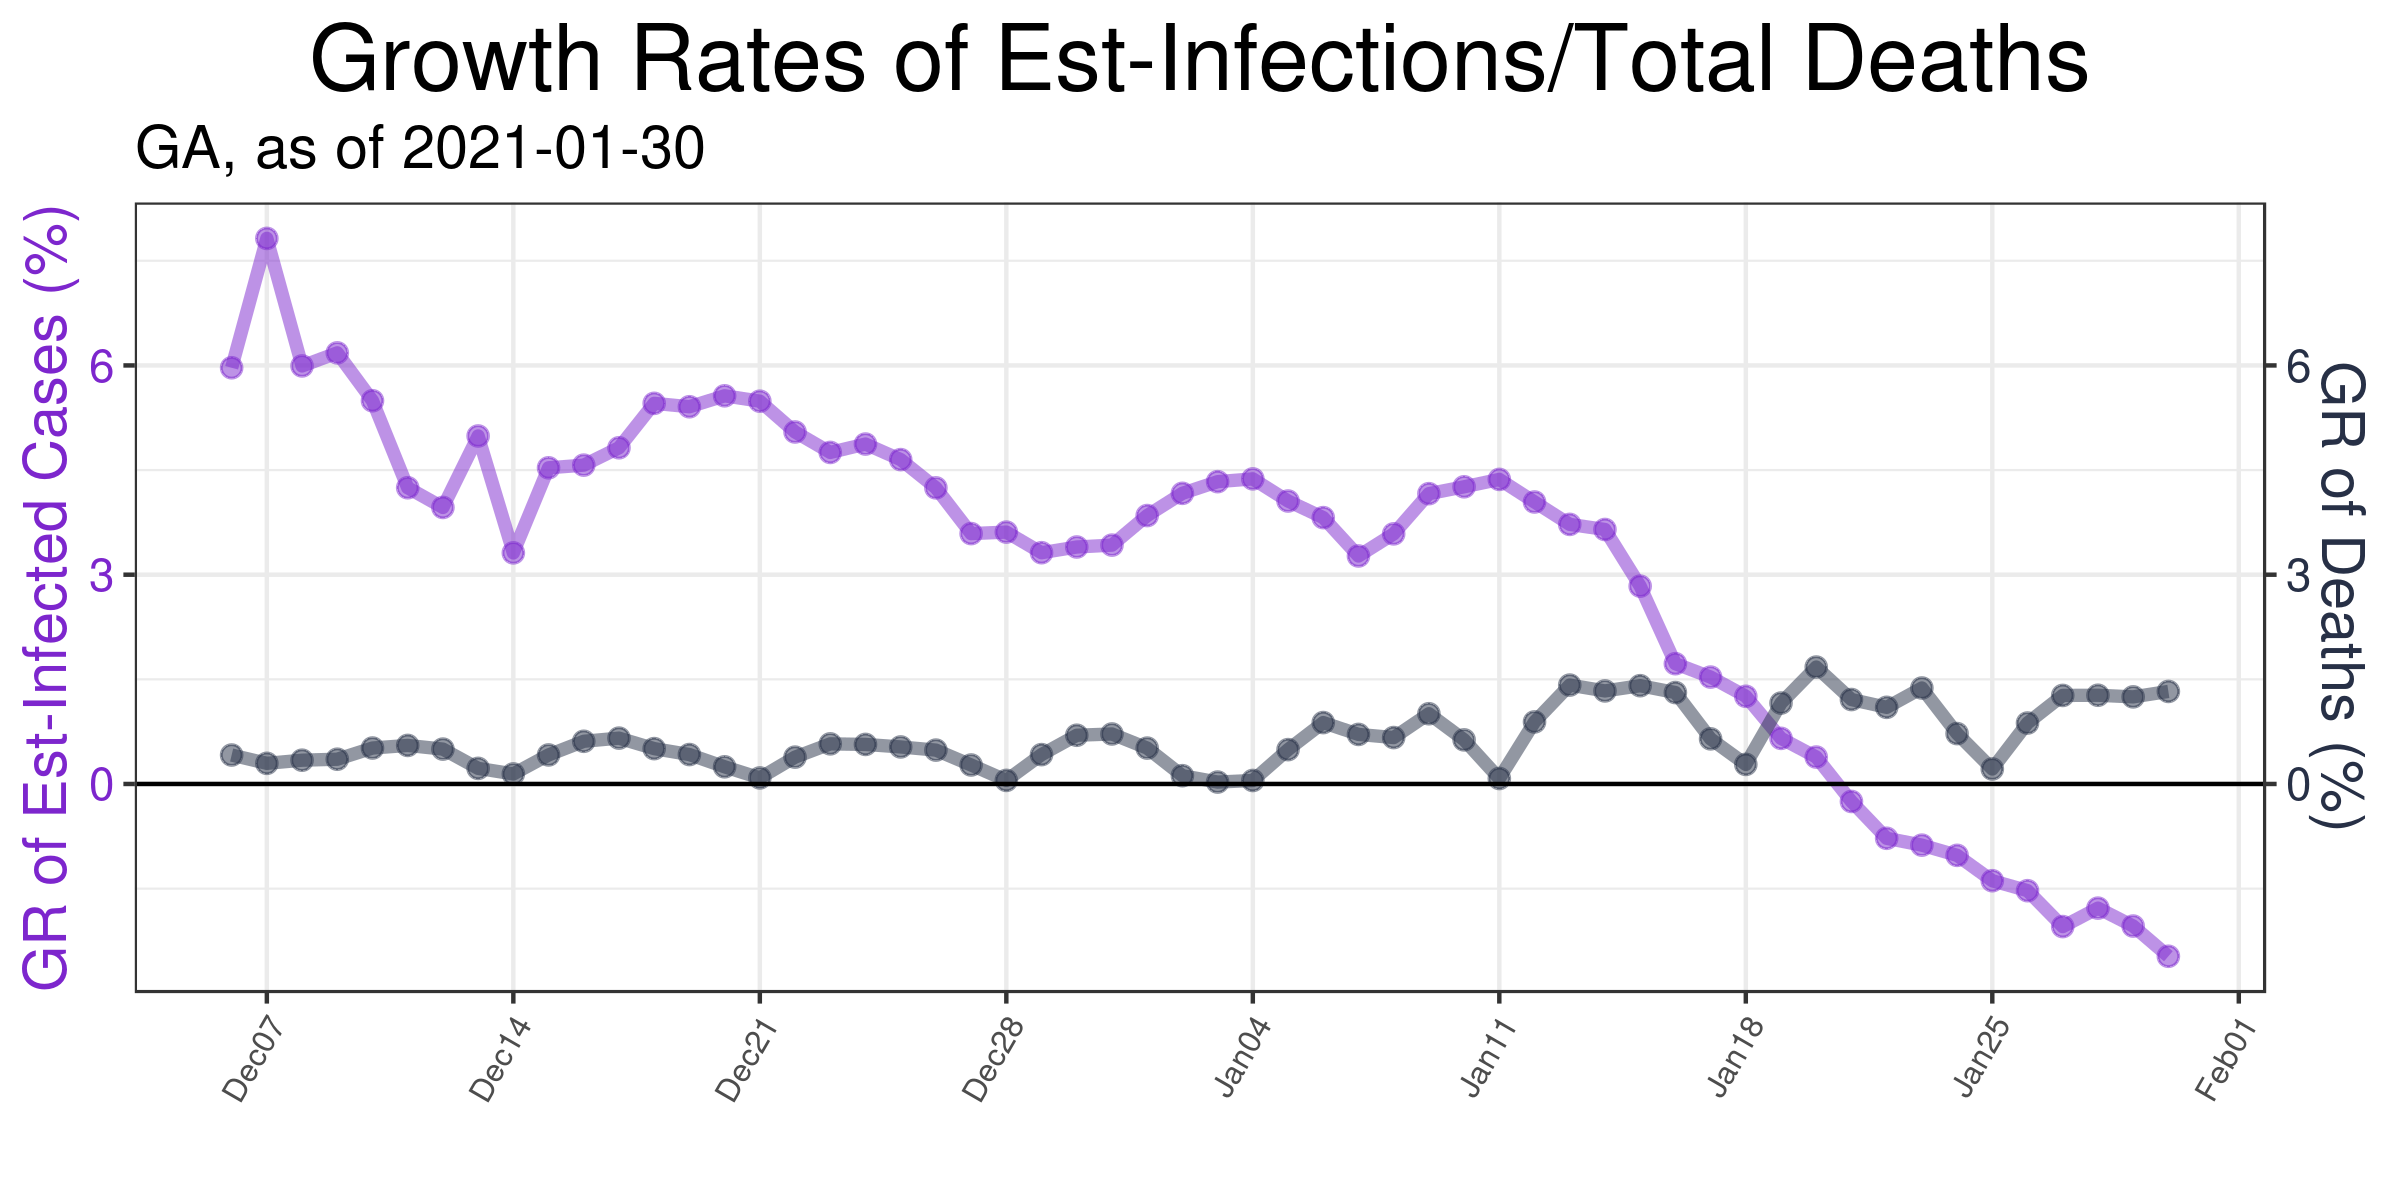 Growth Rates of Est-Infections/Total Deaths
GA, as of 2021-01-30
GR of Est-Infected Cases (%)
6
3
0
6
3
0
GR of Deaths (%)
Dec07
Dec14
Dec21
Dec28
Jan04
Jan11
Jan18
Jan25
Feb01